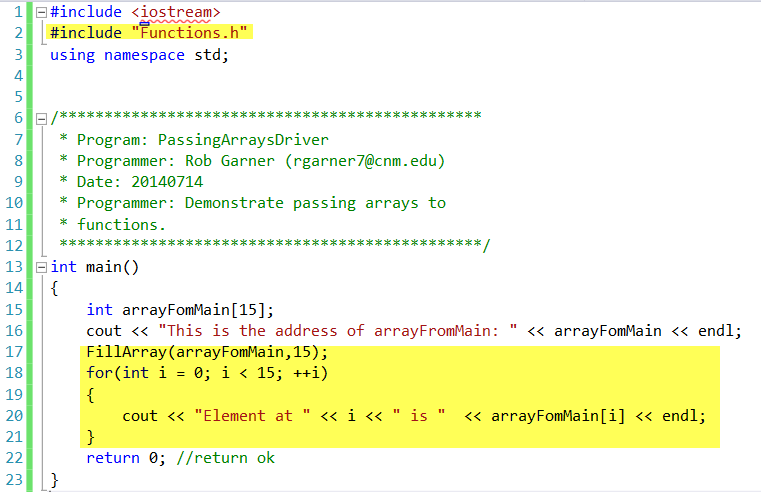 1 #include <iostream>
2 #include "Functions.h"
3 using namespace std;
4
5
6 /***********************************************
7 * Program: PassingArraysDriver
8 * Programmer: Rob Garner (rgarner7@cnm.edu)
9 * Date: 20140714
10 * Programmer: Demonstrate passing arrays to
11 * functions.
12 ***********************************************/
13 int main()
14 {
15 int arrayFomMain[15];
16 cout << "This is the address of arrayFromMain: " << arrayFomMain << endl;
17 FillArray(arrayFomMain,15);
18 for(int i = 0; i < 15; ++i)
19 {
20 cout << "Element at " << i << " is "  << arrayFomMain[i] << endl;
21 }
22 return 0; //return ok
23 }